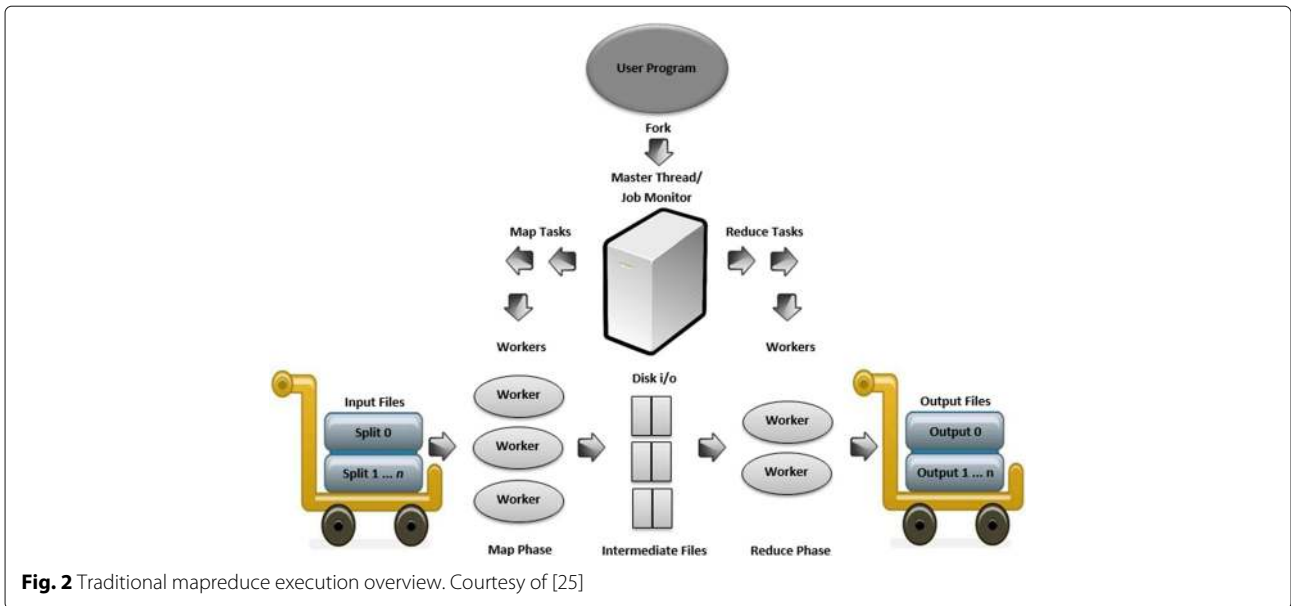 User Program
Fork
Master Thread/
Job Monitor
Map Tasks
Reduce Tasks
Workers
Workers
Disk i/o
Input Files
Split 0
Split 1 ... n
Worker
Worker
Worker
Worker
Worker
Output Files
Output 0
Output 1 ... n
Map Phase
Intermediate Files
Reduce Phase
Fig. 2 Traditional mapreduce execution overview. Courtesy of [25]